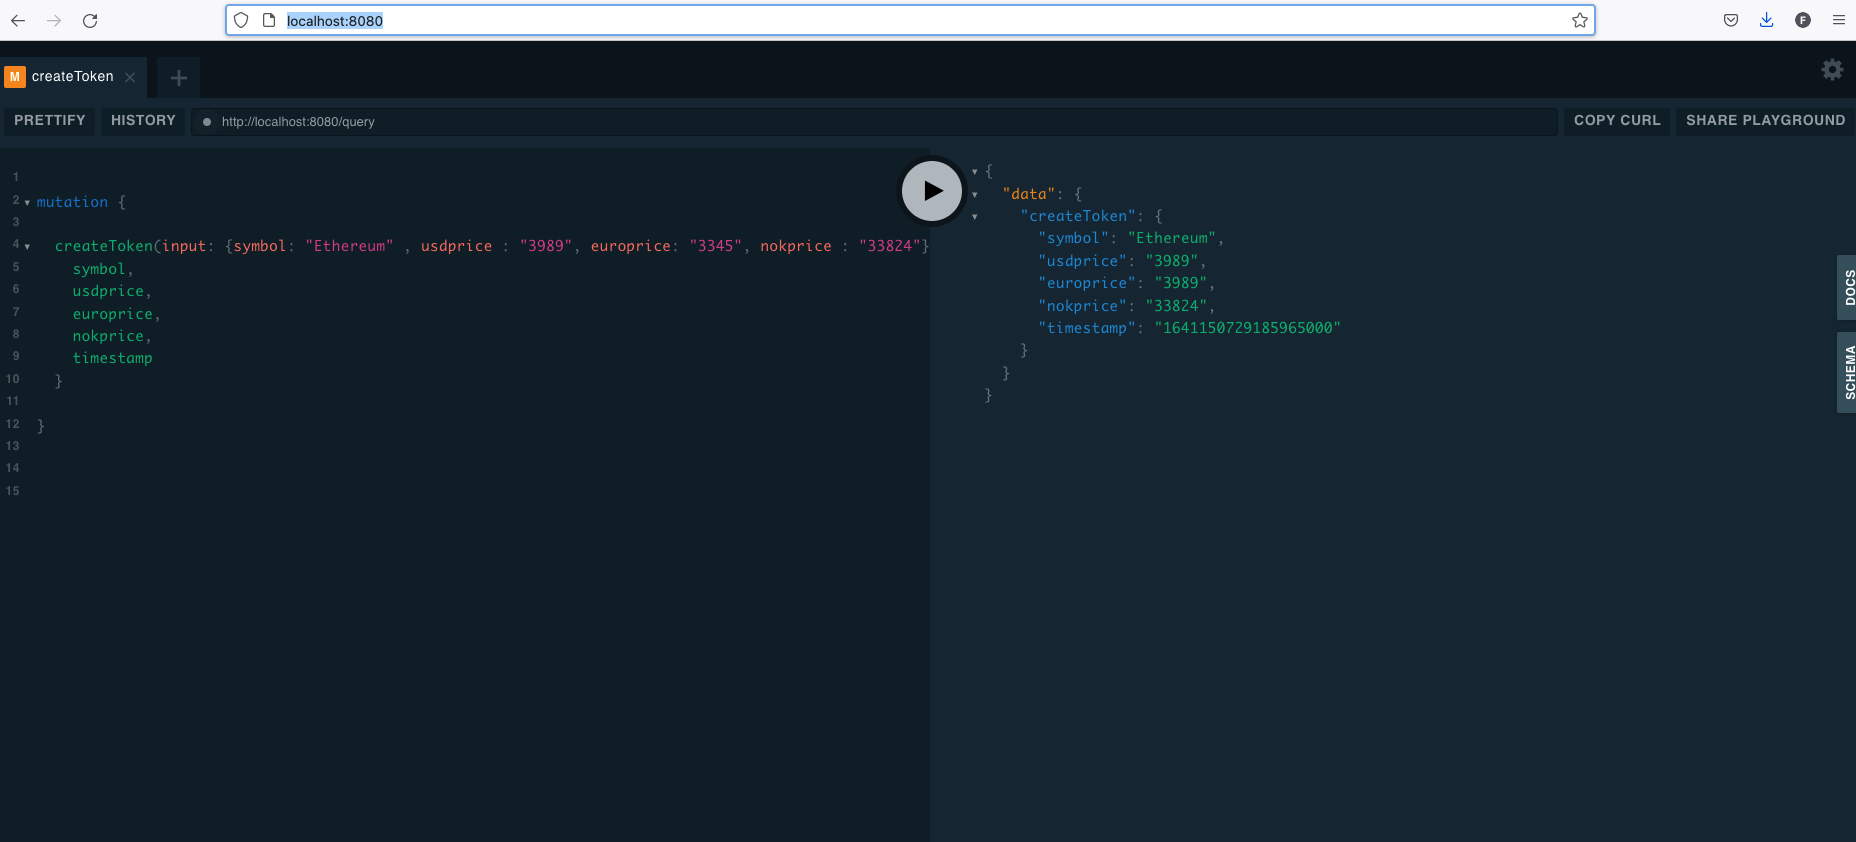 localhost:8080
F
M createToken
PRETTIFY HISTORY http://localhost:8080/query COPY CURL SHARE PLAYGROUND
1
2 mutation {
3
4 createToken(input: {symbol: "Ethereum" , usdprice : "3989", europrice: "3345", nokprice : "33824"}
5 symbol,
6 usdprice,
7 europrice,
8 nokprice,
9 timestamp
10 }
11
12 }
13
14
15
{
"data": {
"createToken": {
"symbol": "Ethereum",
"usdprice": "3989",
"europrice": "3989",
"nokprice": "33824",
"timestamp": "1641150729185965000"
}
}
}
DOCS
SCHEMA